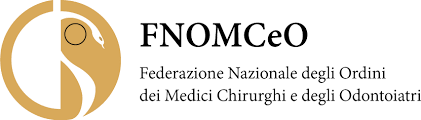 FNOMCeO
Federazione Nazionale degli Ordini
dei Medici Chirurghi e degli Odontoiatri